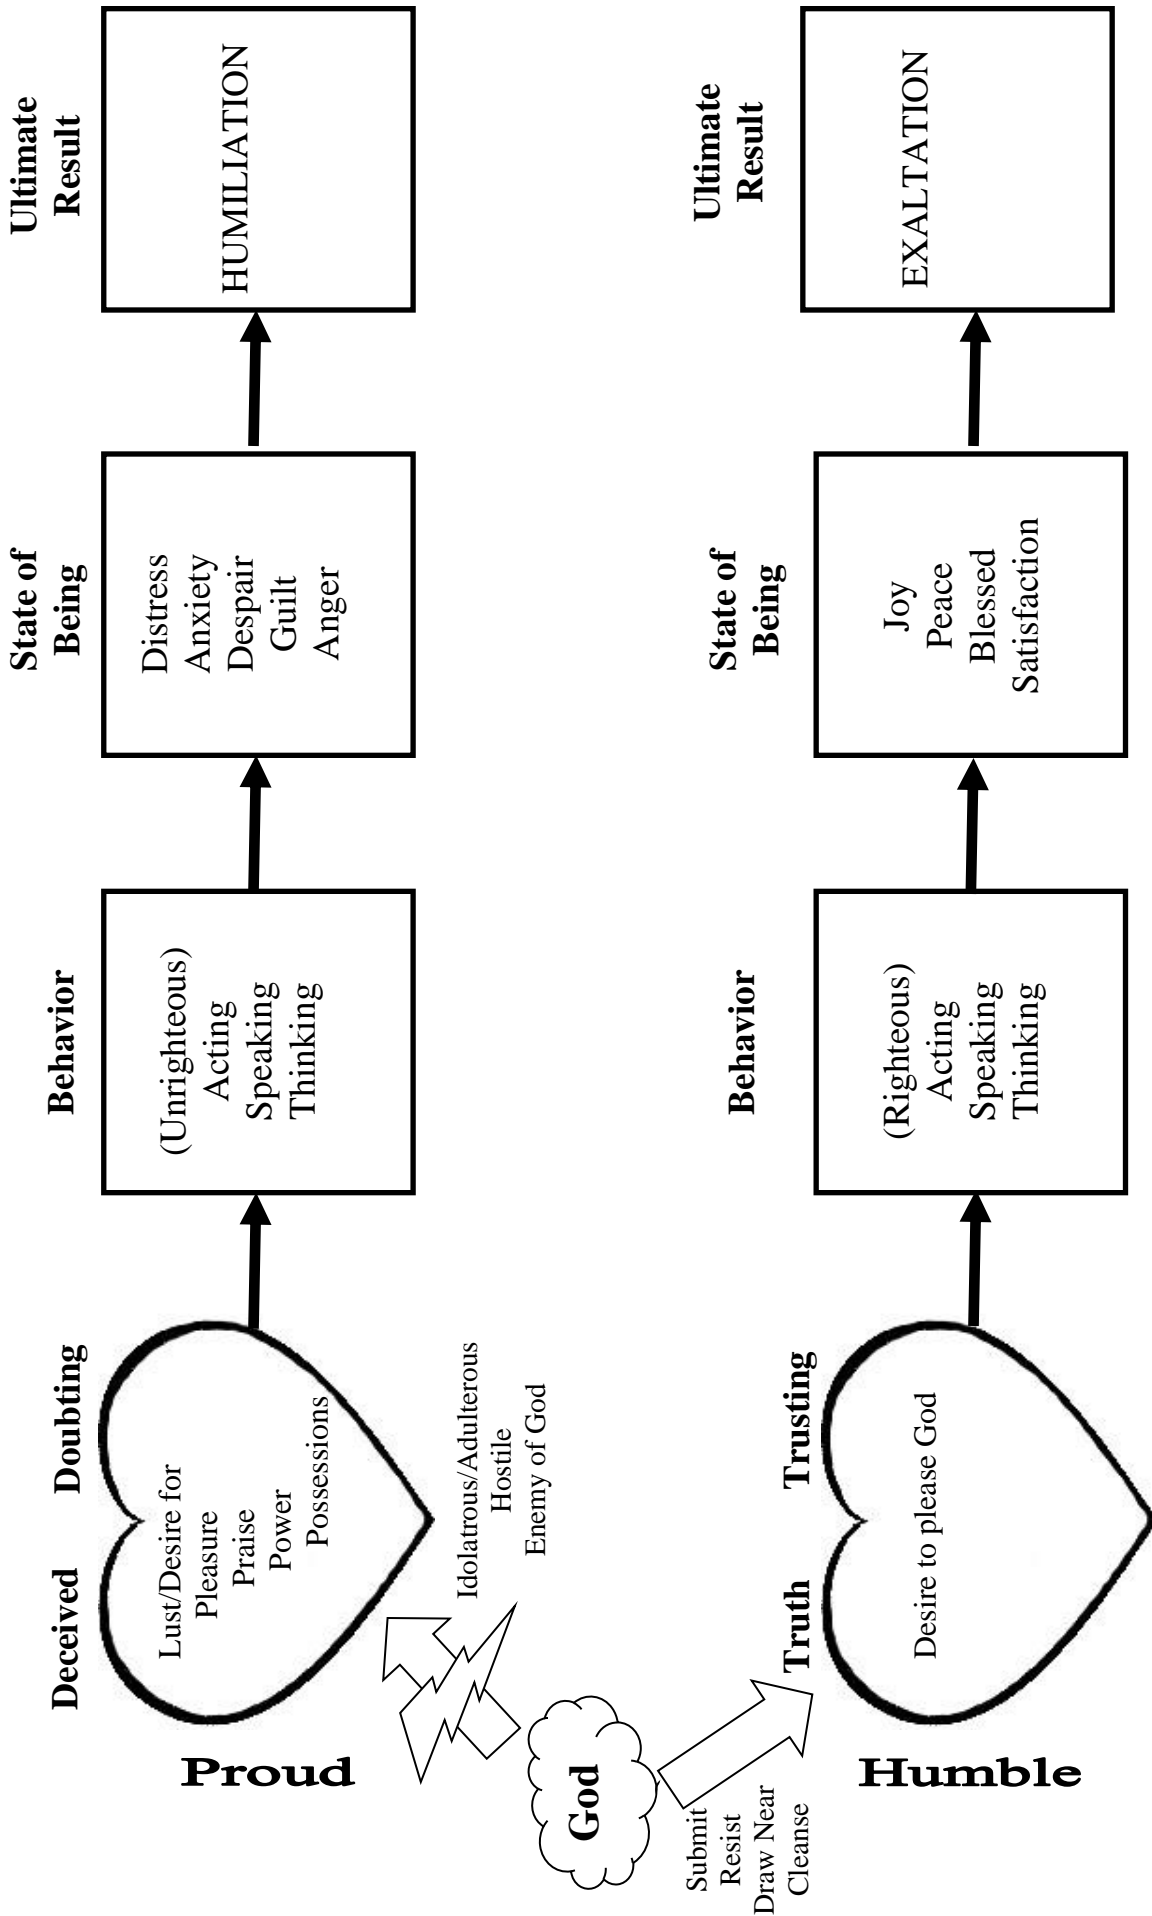 Proud
Deceived
Doubting
Lust/Desire for
Pleasure
Praise
Power
Possessions
Idolatrous/Adulterous
Hostile
Enemy of God
Behavior
(Unrighteous)
Acting
Speaking
Thinking
State of
Being
Distress
Anxiety
Despair
Guilt
Anger
Ultimate
Result
HUMILIATION
God
Submit
Resist
Draw Near
Cleanse
Humble
Truth
Trusting
Desire to please God
Behavior
(Righteous)
Acting
Speaking
Thinking
State of
Being
Joy
Peace
Blessed
Satisfaction
Ultimate
Result
EXALTATION